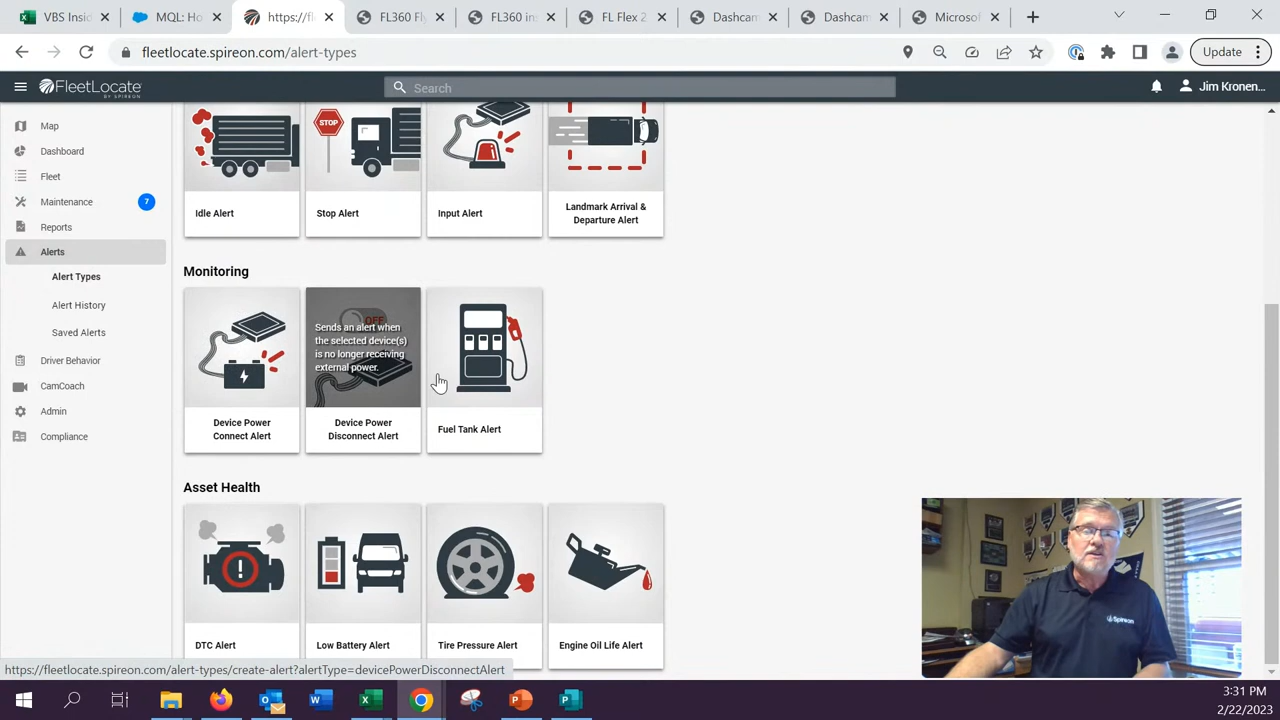 VBS Insid
MQL: Ho
https://fl
FL360 Fl
FL360 in
FL Flex 2
Dashcam
Dashcam
Microsof
fleetlocate.spireon.com/alert-types
Update
FleetLocate
BY SPIREON
Search
Jim Kronen...
Map
Dashboard
Fleet
Maintenance
7
Reports
Alerts
Alert Types
Alert History
Saved Alerts
Driver Behavior
CamCoach
Admin
Compliance
STOP
Idle Alert
Stop Alert
Input Alert
Landmark Arrival &
Departure Alert
Monitoring
OFF
Sends an alert when
the selected device(s)
is no longer receiving
external power.
Device Power
Connect Alert
Device Power
Disconnect Alert
Fuel Tank Alert
Asset Health
DTC Alert
Low Battery Alert
Tire Pressure Alert
Engine Oil Life Alert
Spireon
https://fleetlocate.spireon.com/alert-types/create-alert?alertType=devicePowerDisconnectAlert
3:31 PM
2/22/2023